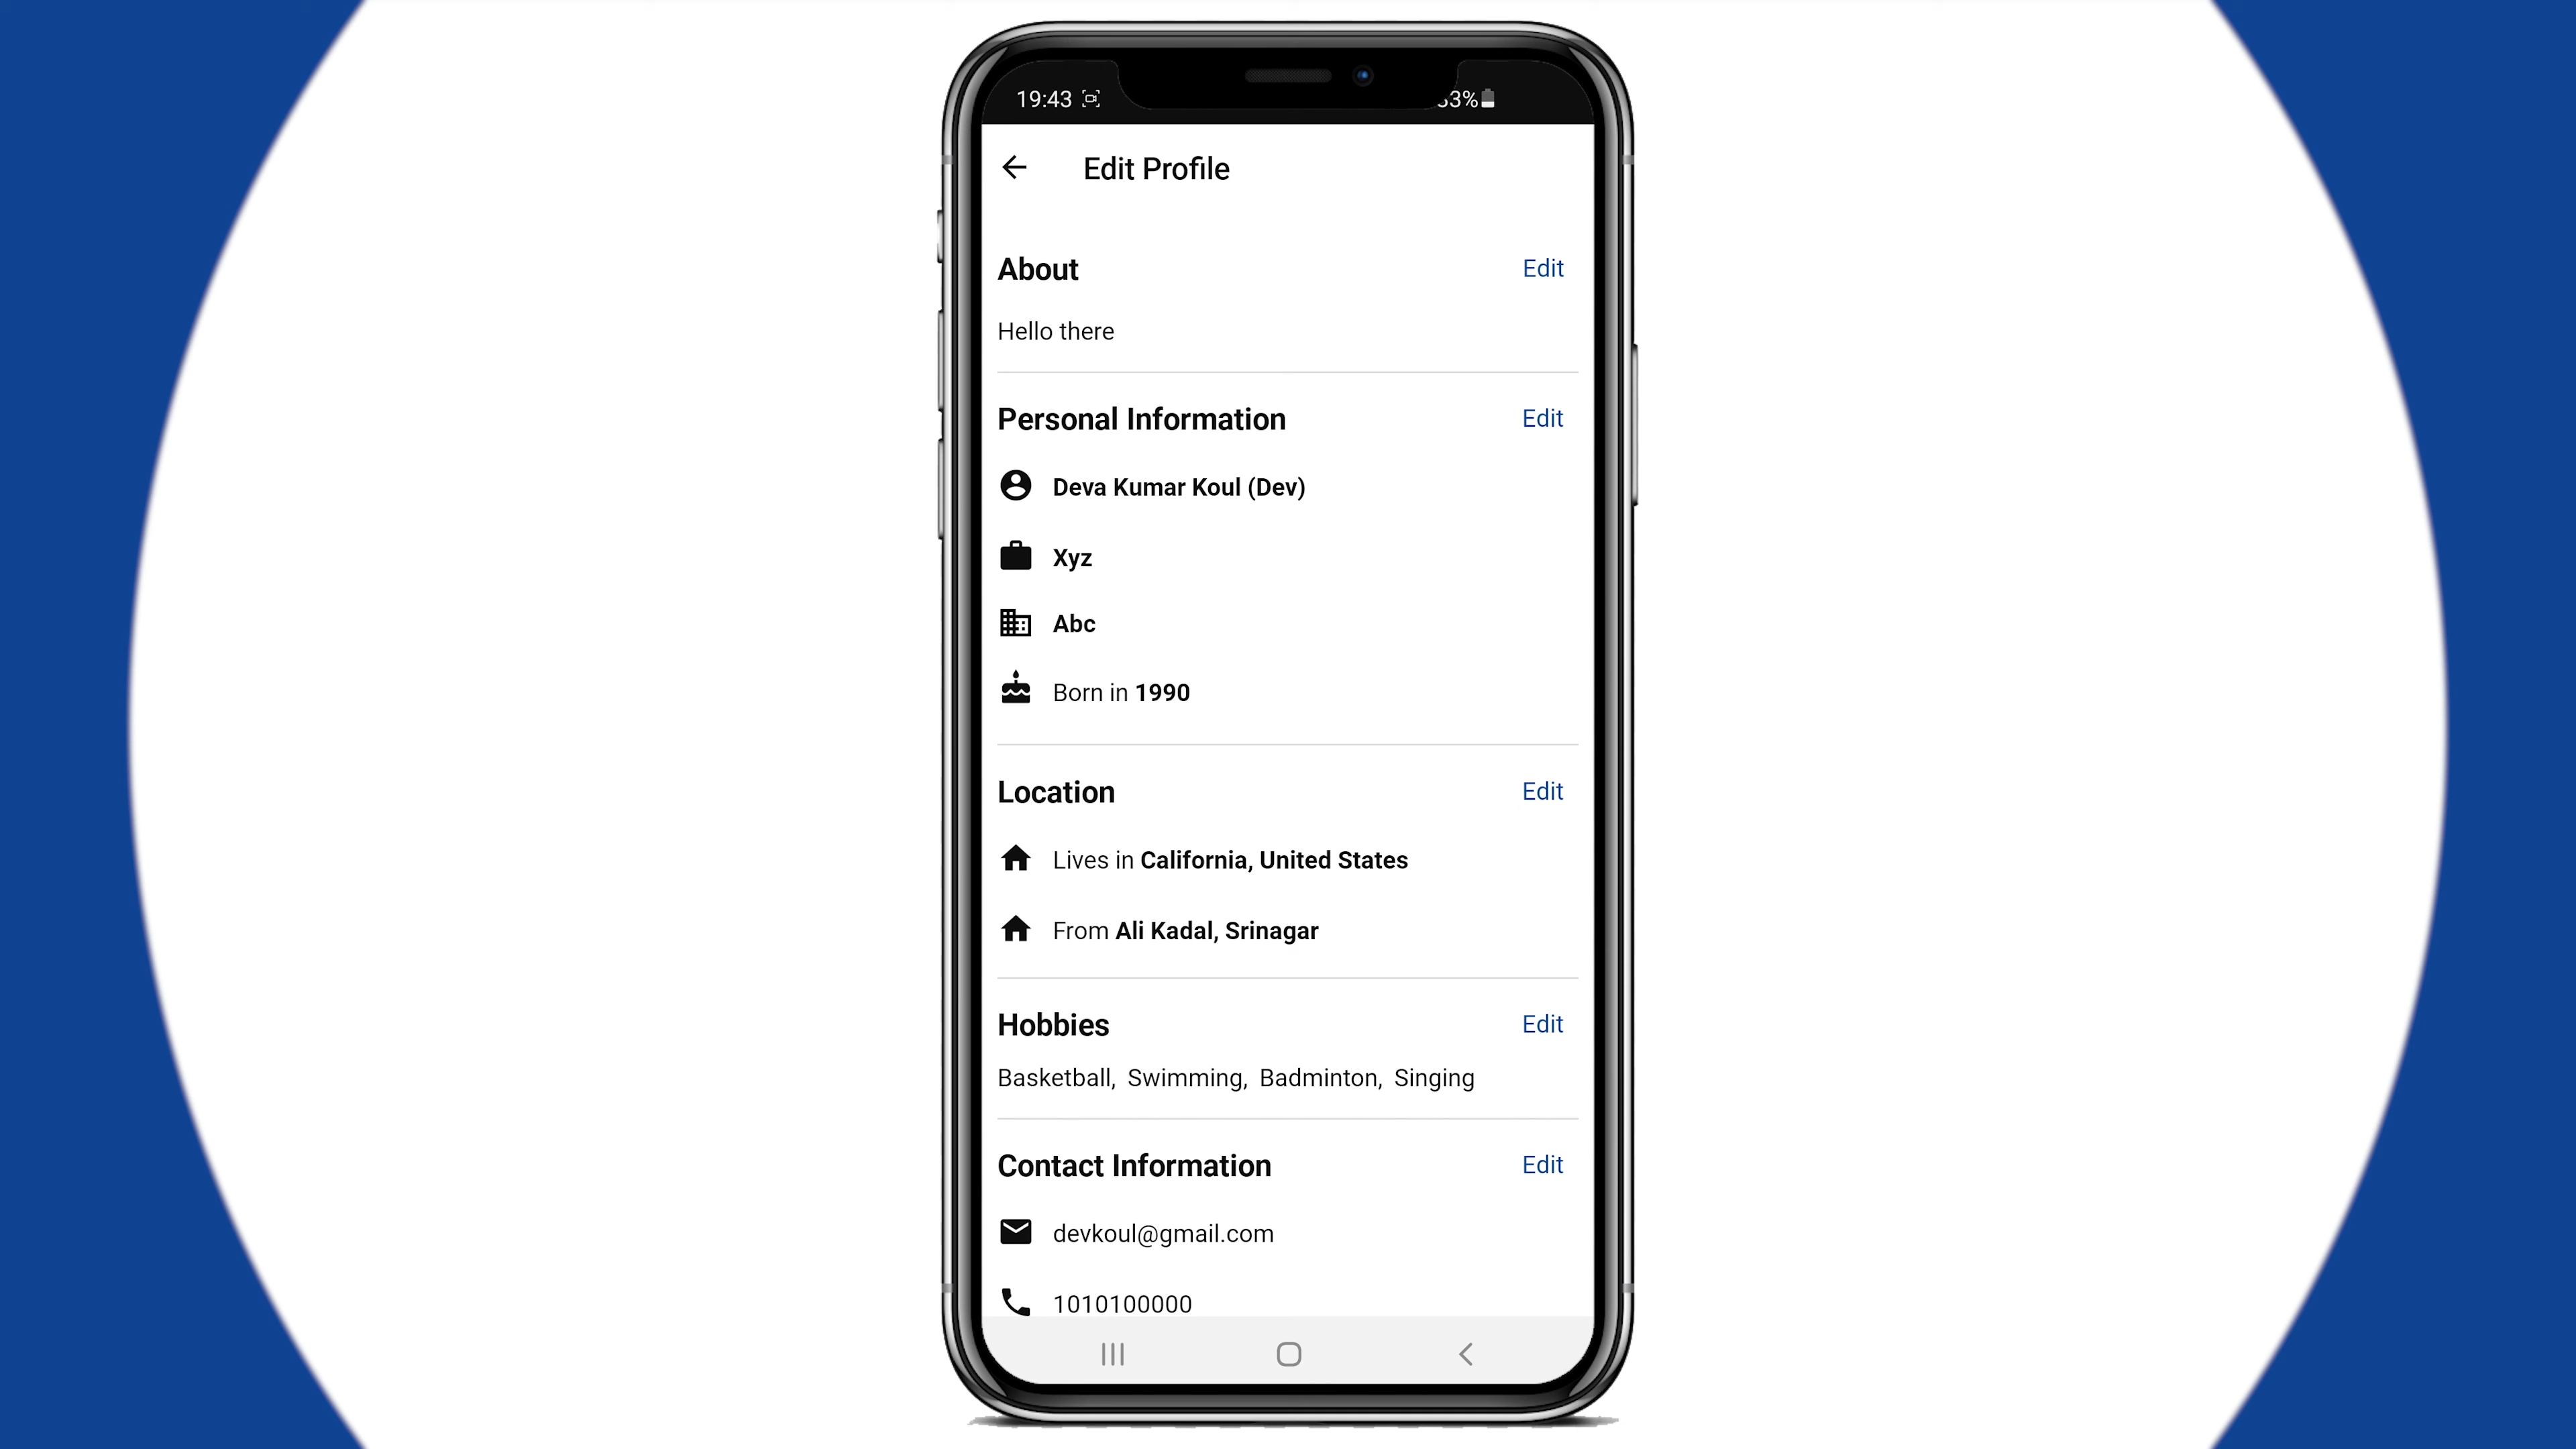 19:43
Edit Profile
About Edit
Hello there
Personal Information Edit
Deva Kumar Koul (Dev)
Xyz
Abc
Born in 1990
Location Edit
Lives in California, United States
From Ali Kadal, Srinagar
Hobbies Edit
Basketball, Swimming, Badminton, Singing
Contact Information Edit
devkoul@gmail.com
1010100000